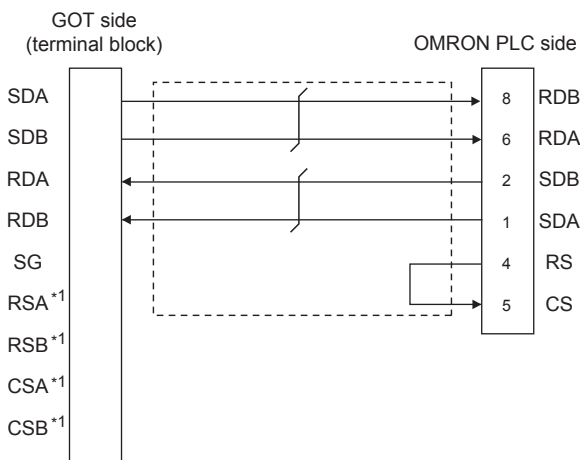 GOT side
(terminal block)
OMRON PLC side
SDA 8 RDB
SDB 6 RDA
RDA 2 SDB
RDB 1 SDA
SG 4 RS
RSA*1 5 CS
RSB*1
CSA*1
CSB*1